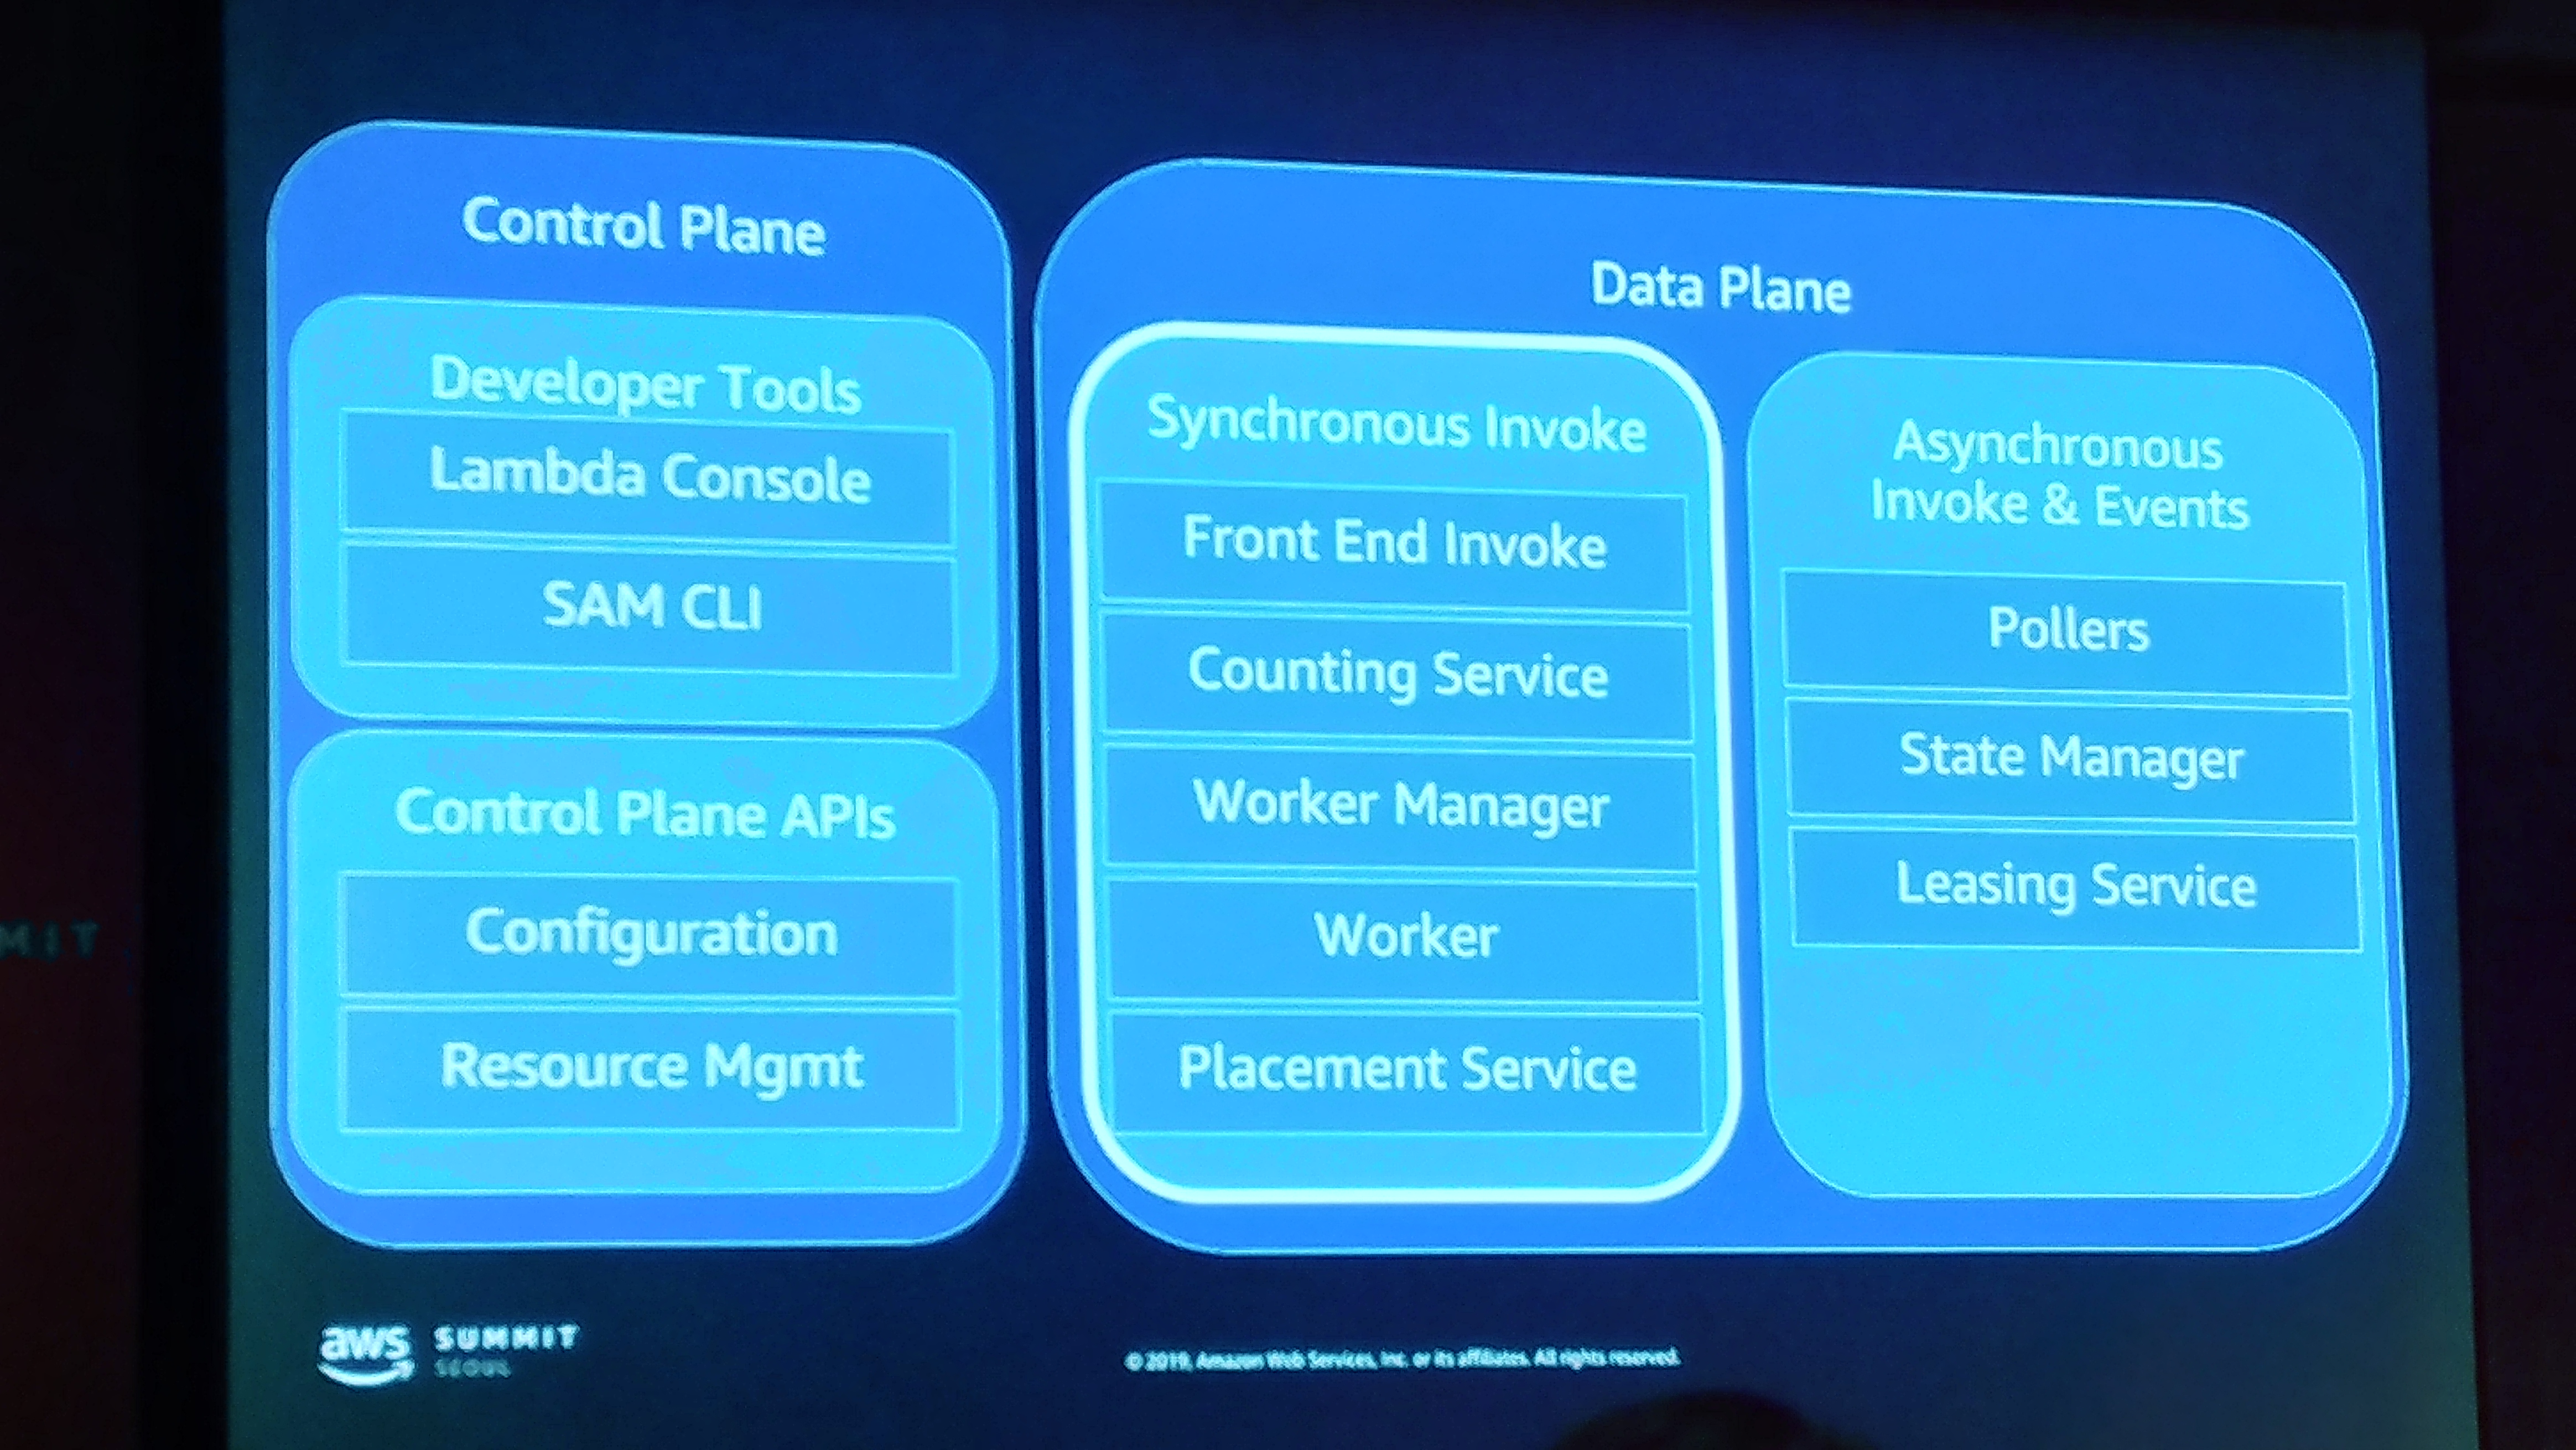 Control Plane
Developer Tools
Lambda Console
SAM CLI
Control Plane APIs
Configuration
Resource Mgmt
Data Plane
Synchronous Invoke
Front End Invoke
Counting Service
Worker Manager
Worker
Placement Service
Asynchronous
Invoke & Events
Pollers
State Manager
Leasing Service
MIT
aws SUMMIT
SEOUL
© 2019, Amazon Web Services, Inc. or its affiliates. All rights reserved.